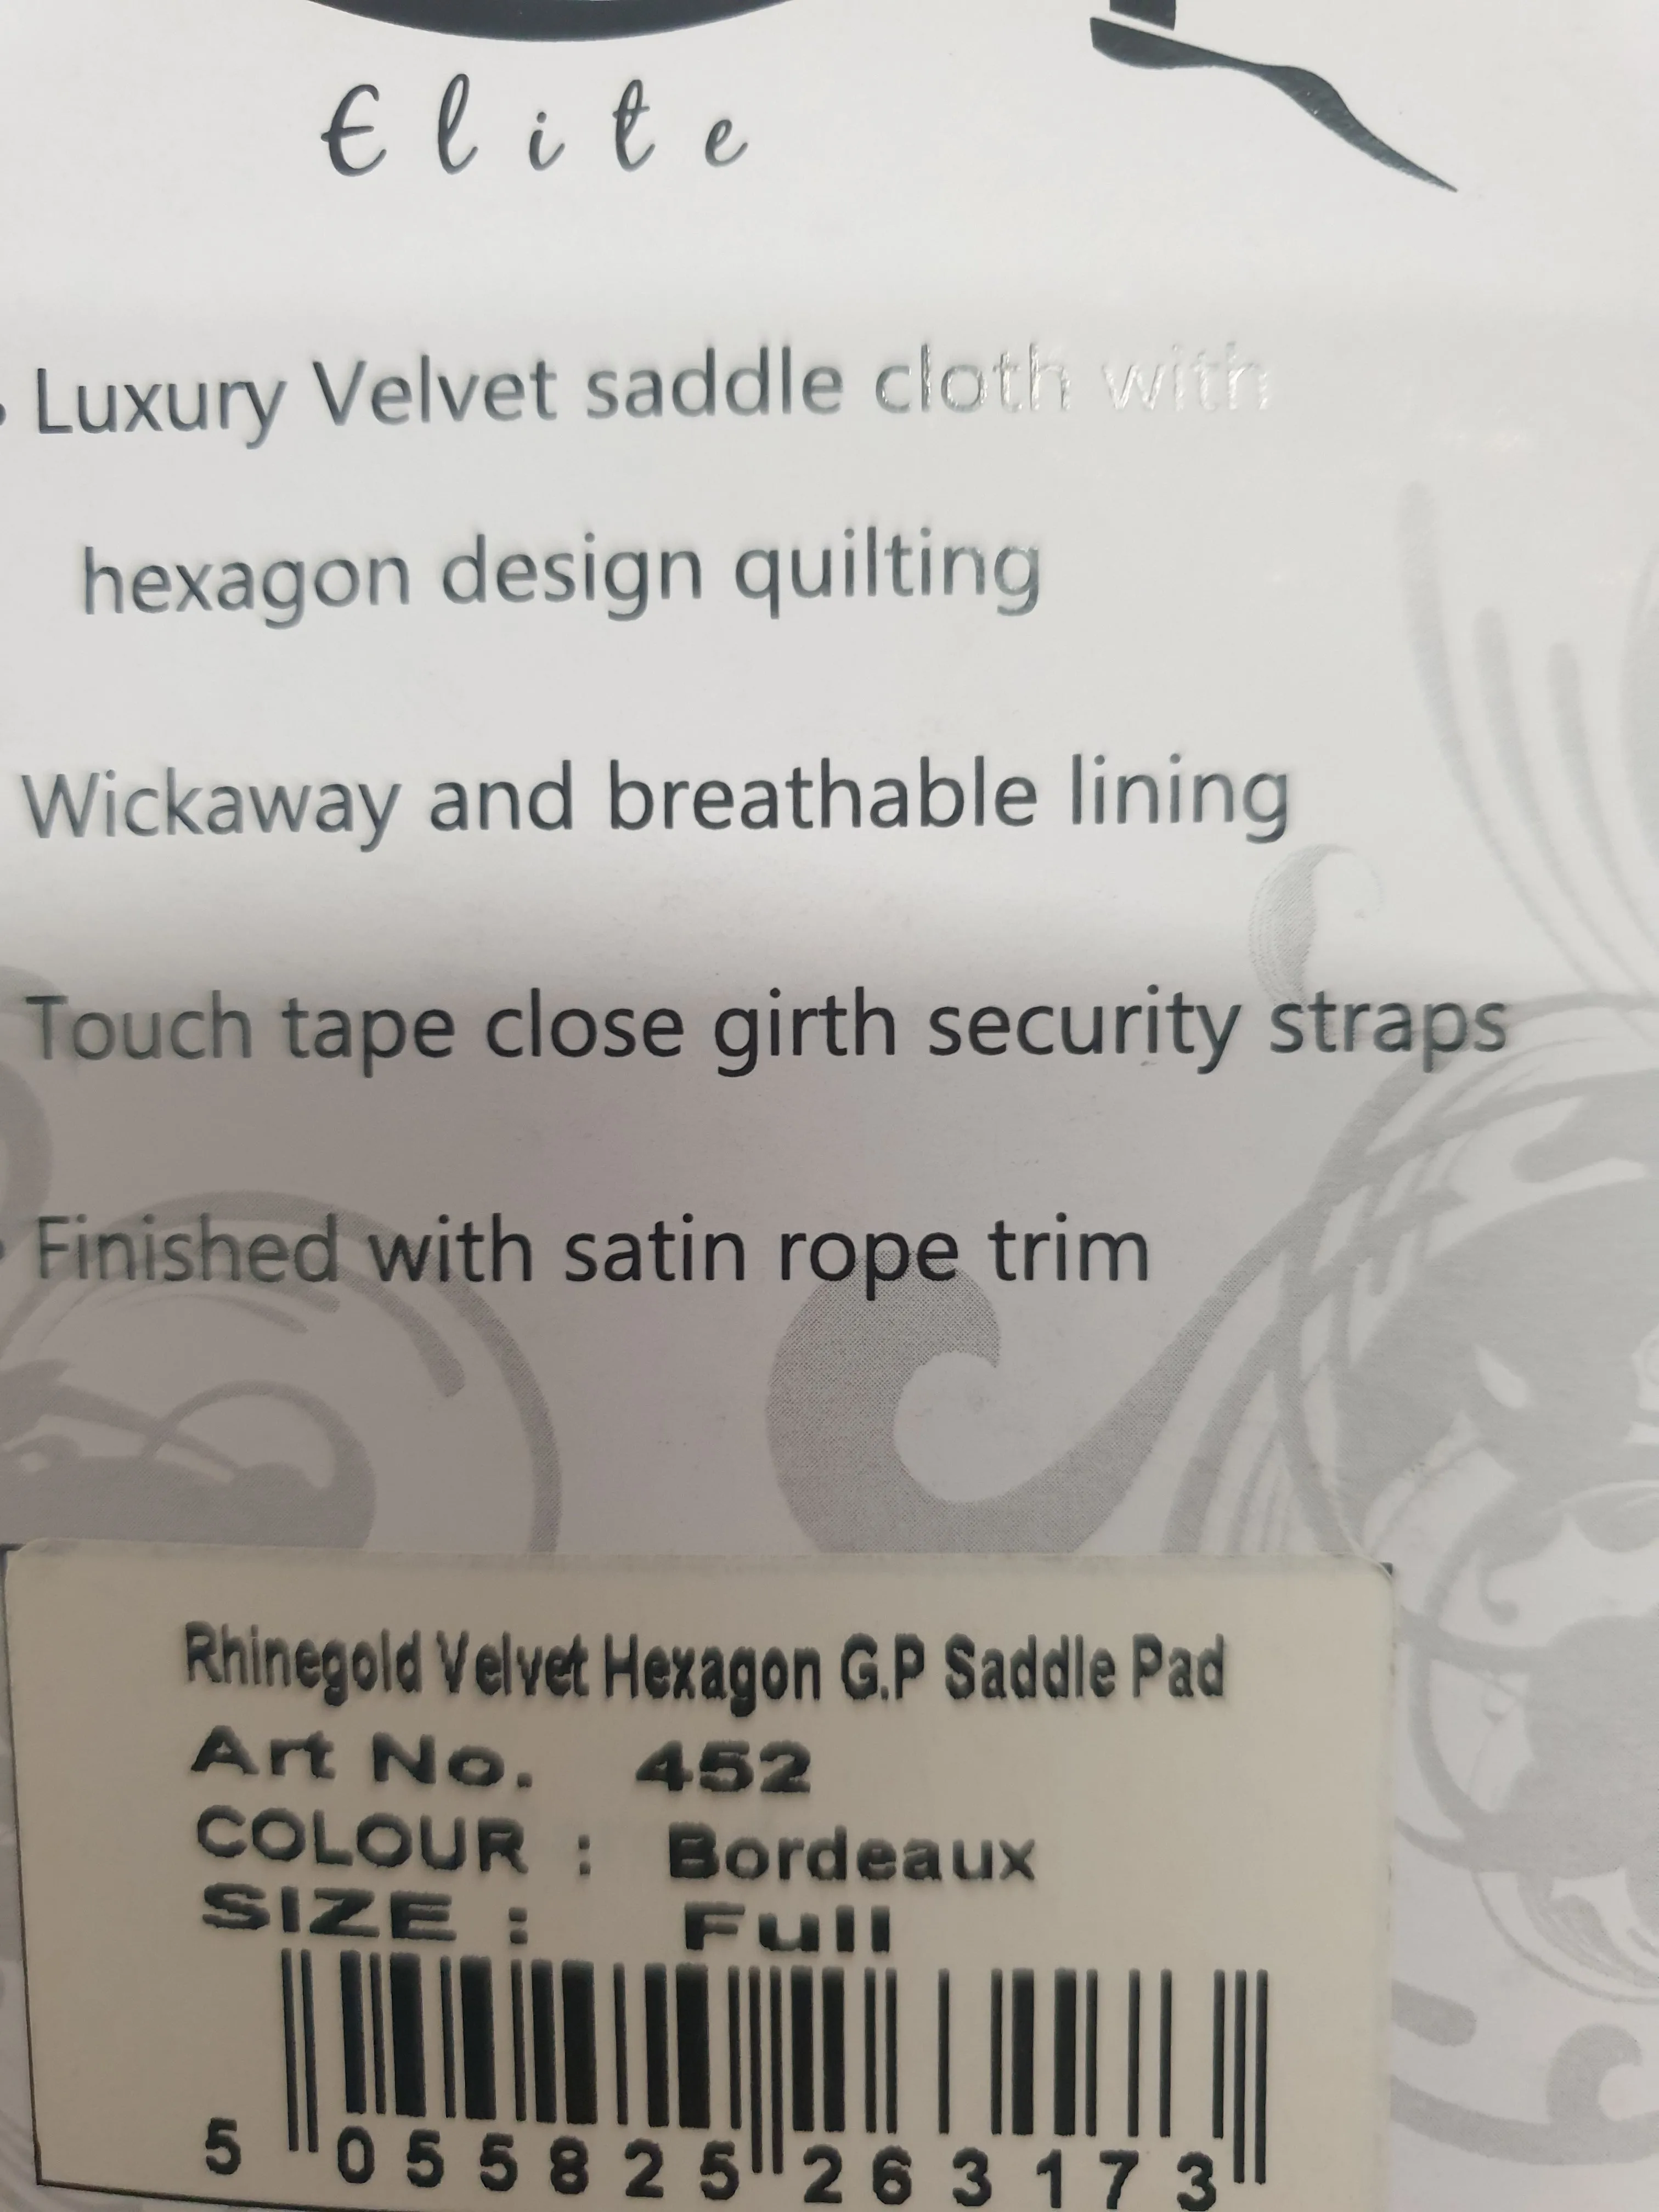 Elite
• Luxury Velvet saddle cloth with
hexagon design quilting
Wickaway and breathable lining
Touch tape close girth security straps
• Finished with satin rope trim
Rhinegold Velvet Hexagon G.P Saddle Pad
Art No. 452
COLOUR : Bordeaux
SIZE : Full
5 055825 263173